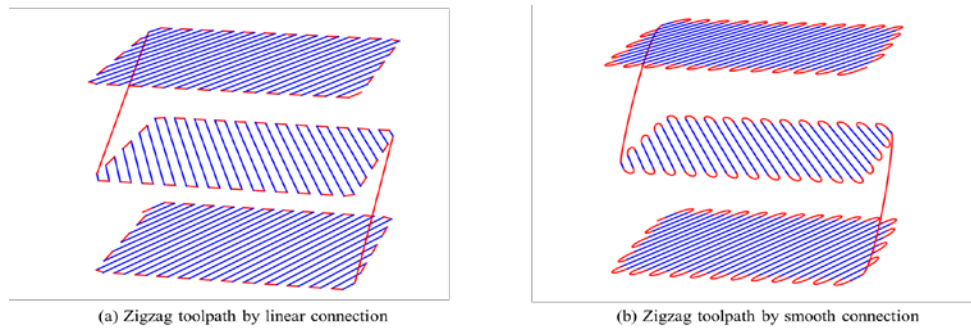 (a) Zigzag toolpath by linear connection
(b) Zigzag toolpath by smooth connection